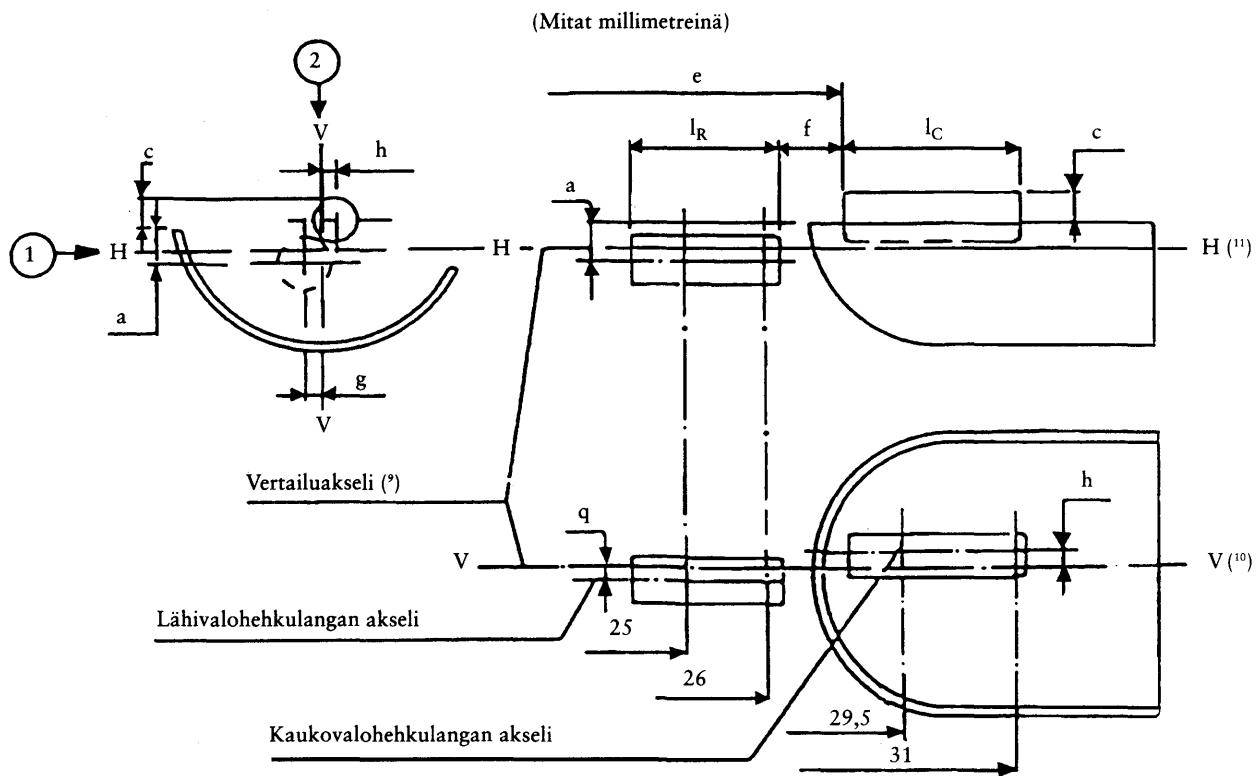 (Mitat millimetreinä)
2
e
V
c
h
l_R
f
l_C
c
a
1
H
H
H (¹¹)
a
g
V
Vertailuakseli (⁹)
q
h
V
V (¹⁰)
Lähivalohehkulangan akseli
25
26
29,5
Kaukovalohehkulangan akseli
31